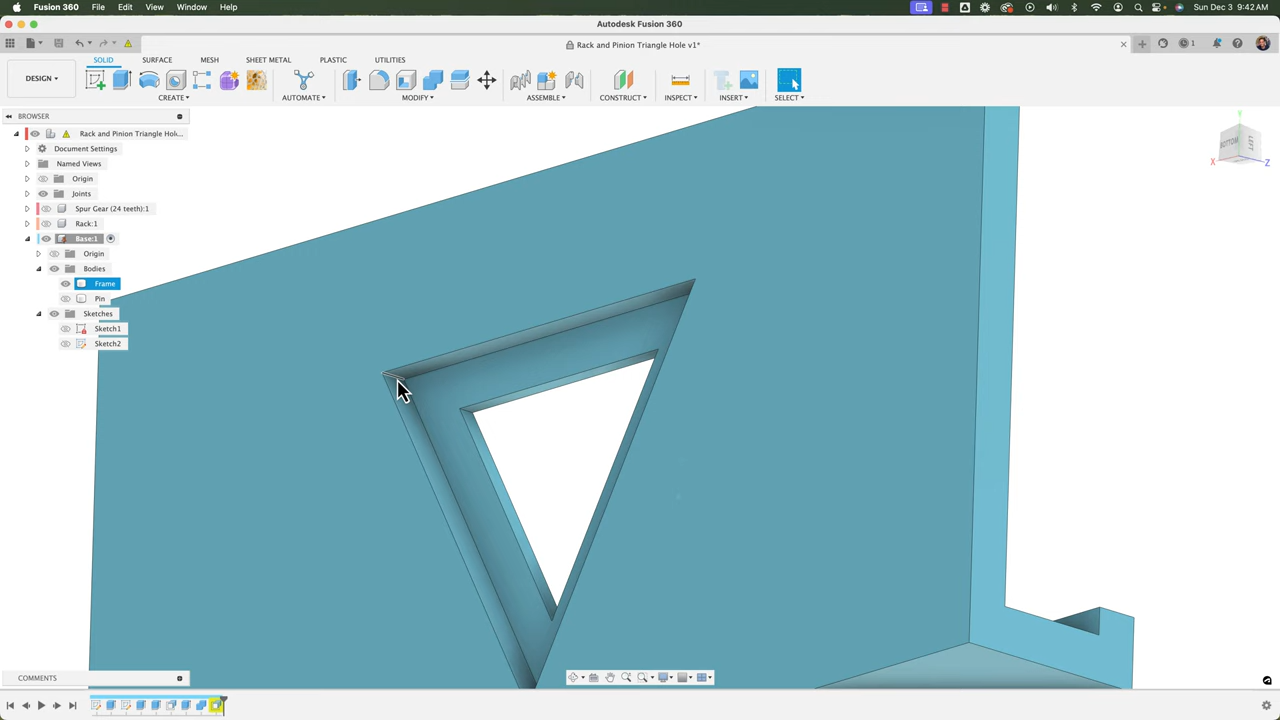 Fusion 360 File Edit View Window Help Sun Dec 3 9:42 AM
Autodesk Fusion 360
Rack and Pinion Triangle Hole v1*
1
SOLID SURFACE MESH SHEET METAL PLASTIC UTILITIES
DESIGN
CREATE AUTOMATE MODIFY ASSEMBLE CONSTRUCT INSPECT INSERT SELECT
BROWSER
Rack and Pinion Triangle Hol...
Document Settings
Named Views
Origin
Joints
Spur Gear (24 teeth):1
Rack:1
Base:1
Origin
Bodies
Frame
Pin
Sketches
Sketch1
Sketch2
BOTTOM LEFT
X Z
COMMENTS